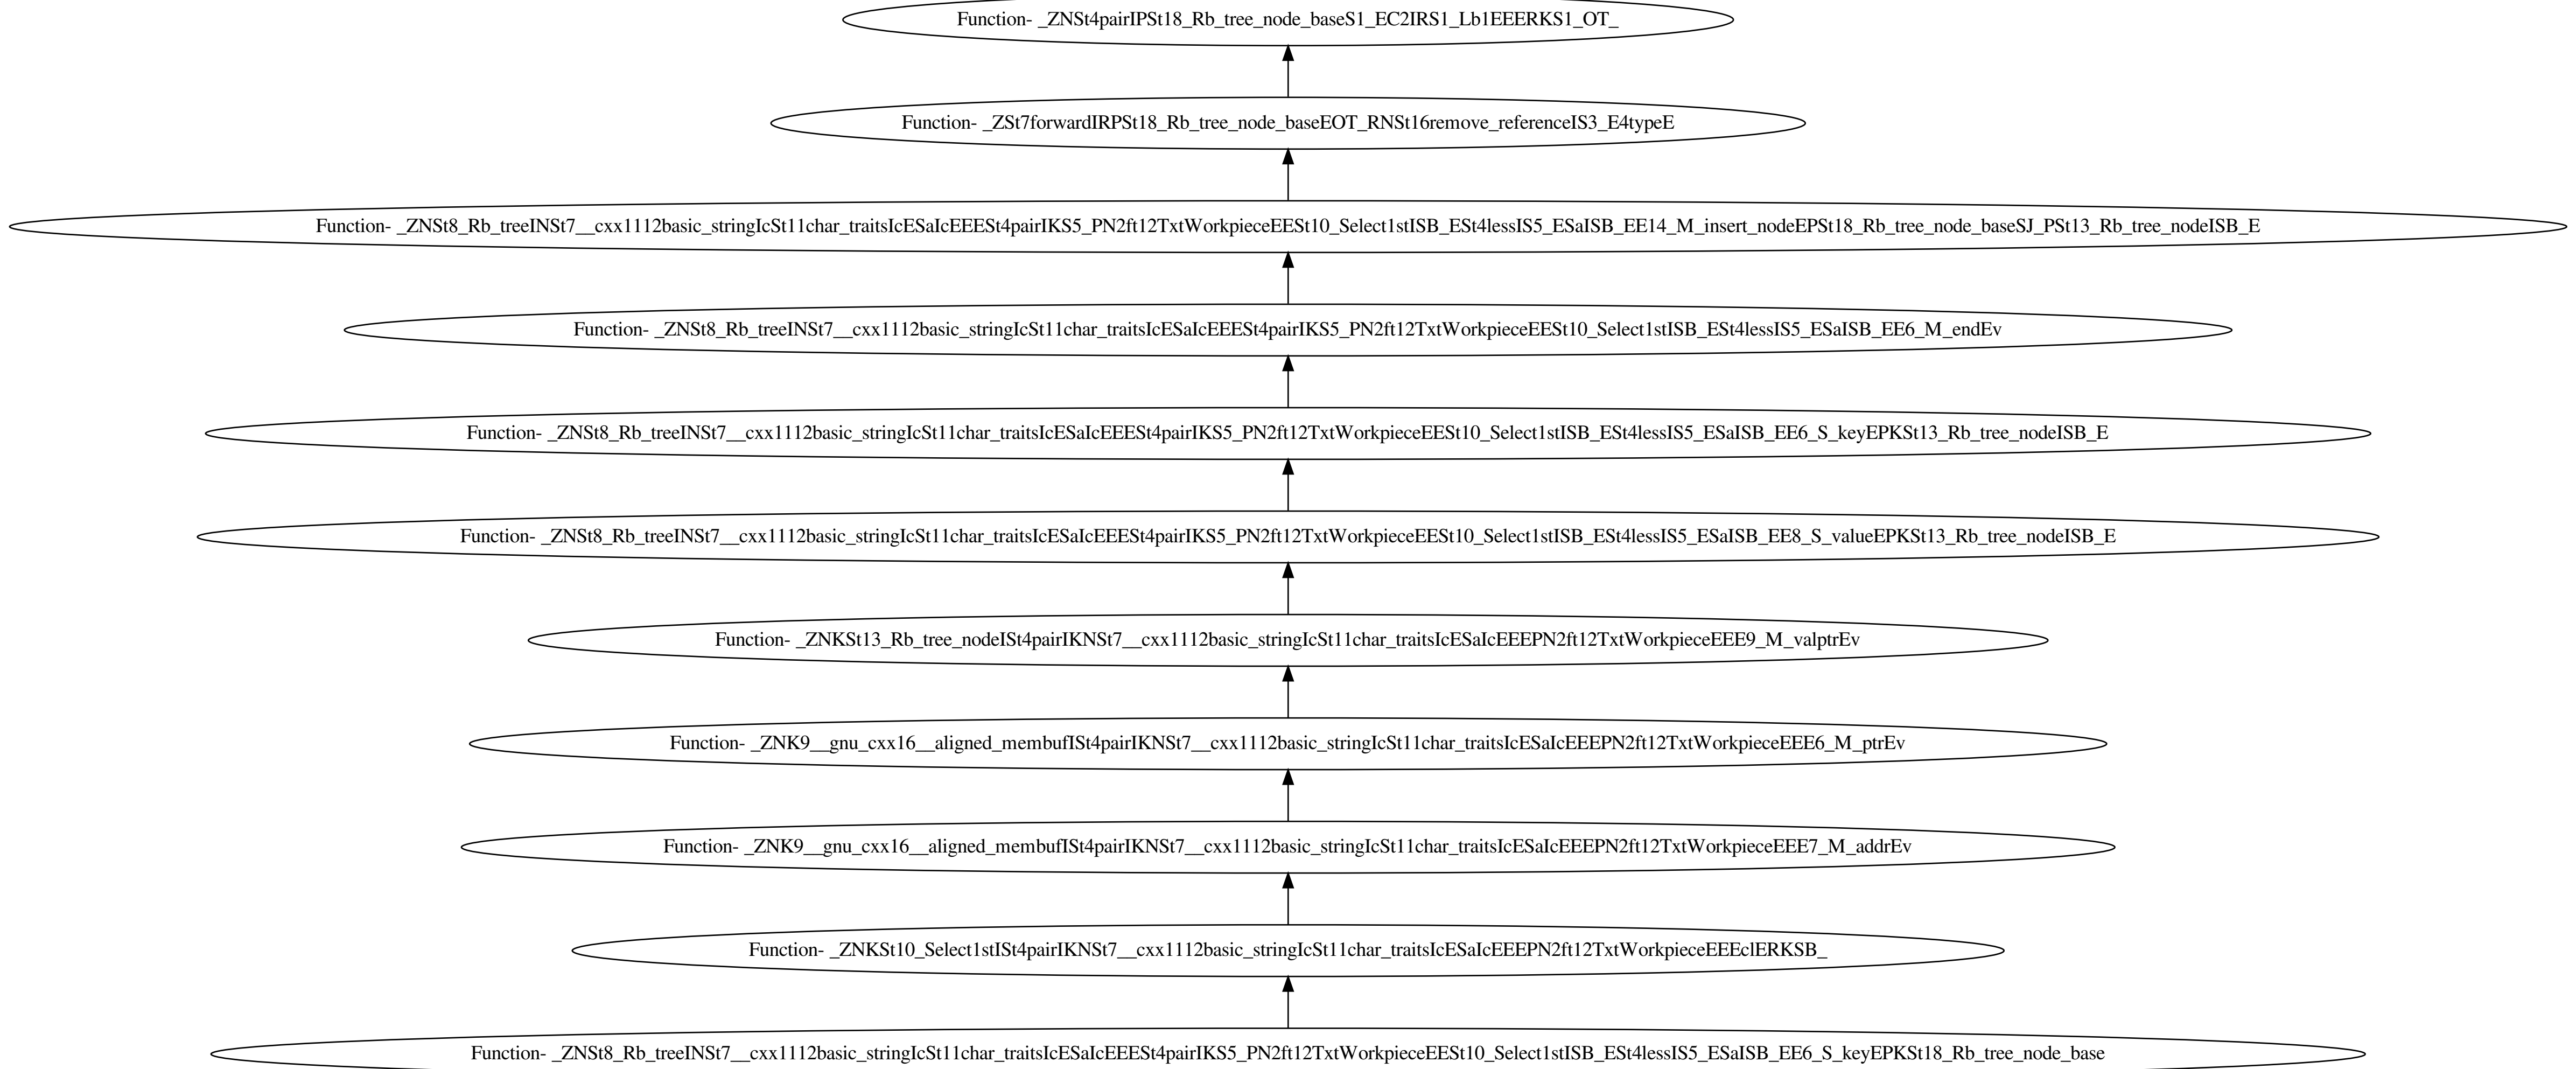 Function- _ZNSt4pairIPSt18_Rb_tree_node_baseS1_EC2IRS1_Lb1EEERKS1_OT_
Function- _ZSt7forwardIRPSt18_Rb_tree_node_baseEOT_RNSt16remove_referenceIS3_E4typeE
Function- _ZNSt8_Rb_treeINSt7__cxx1112basic_stringIcSt11char_traitsIcESaIcEEESt4pairIKS5_PN2ft12TxtWorkpieceEESt10_Select1stISB_ESt4lessIS5_ESaISB_EE14_M_insert_nodeEPSt18_Rb_tree_node_baseSJ_PSt13_Rb_tree_nodeISB_E
Function- _ZNSt8_Rb_treeINSt7__cxx1112basic_stringIcSt11char_traitsIcESaIcEEESt4pairIKS5_PN2ft12TxtWorkpieceEESt10_Select1stISB_ESt4lessIS5_ESaISB_EE6_M_endEv
Function- _ZNSt8_Rb_treeINSt7__cxx1112basic_stringIcSt11char_traitsIcESaIcEEESt4pairIKS5_PN2ft12TxtWorkpieceEESt10_Select1stISB_ESt4lessIS5_ESaISB_EE6_S_keyEPKSt13_Rb_tree_nodeISB_E
Function- _ZNSt8_Rb_treeINSt7__cxx1112basic_stringIcSt11char_traitsIcESaIcEEESt4pairIKS5_PN2ft12TxtWorkpieceEESt10_Select1stISB_ESt4lessIS5_ESaISB_EE8_S_valueEPKSt13_Rb_tree_nodeISB_E
Function- _ZNKSt13_Rb_tree_nodeISt4pairIKNSt7__cxx1112basic_stringIcSt11char_traitsIcESaIcEEEPN2ft12TxtWorkpieceEEE9_M_valptrEv
Function- _ZNK9__gnu_cxx16__aligned_membufISt4pairIKNSt7__cxx1112basic_stringIcSt11char_traitsIcESaIcEEEPN2ft12TxtWorkpieceEEE6_M_ptrEv
Function- _ZNK9__gnu_cxx16__aligned_membufISt4pairIKNSt7__cxx1112basic_stringIcSt11char_traitsIcESaIcEEEPN2ft12TxtWorkpieceEEE7_M_addrEv
Function- _ZNKSt10_Select1stISt4pairIKNSt7__cxx1112basic_stringIcSt11char_traitsIcESaIcEEEPN2ft12TxtWorkpieceEEEclERKSB_
Function- _ZNSt8_Rb_treeINSt7__cxx1112basic_stringIcSt11char_traitsIcESaIcEEESt4pairIKS5_PN2ft12TxtWorkpieceEESt10_Select1stISB_ESt4lessIS5_ESaISB_EE6_S_keyEPKSt18_Rb_tree_node_base